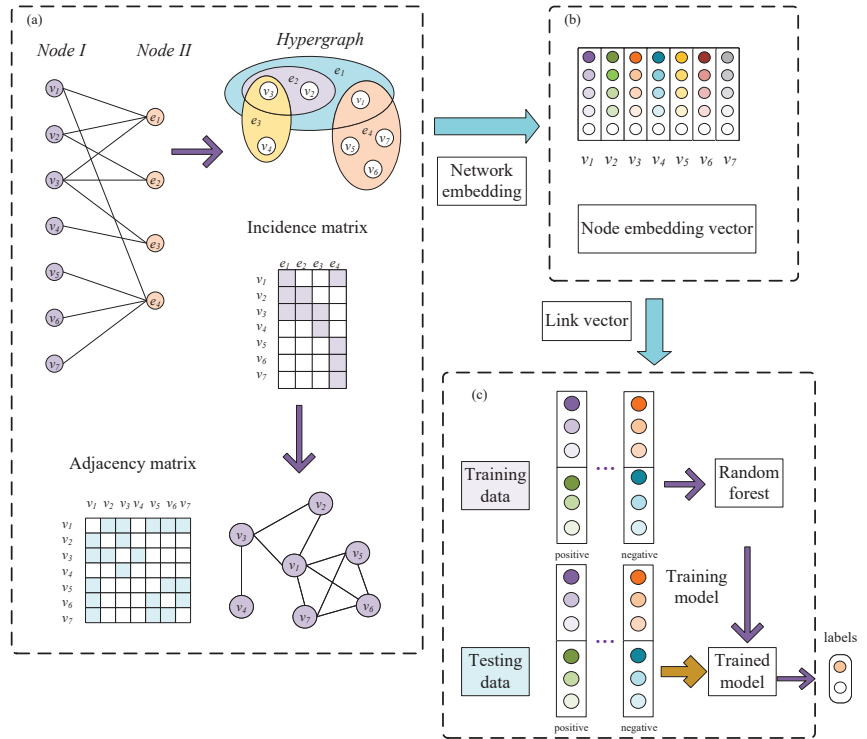 (a)
Node I
Node II
Hypergraph
v1
v2
v3
v4
v5
v6
v7
e1
e2
e3
e4
e1
e2
v3
v2
v1
e3
e4
v4
v5
v7
v6
Incidence matrix
e1 e2 e3 e4
v1
v2
v3
v4
v5
v6
v7
Adjacency matrix
v1 v2 v3 v4 v5 v6 v7
v1
v2
v3
v4
v5
v6
v7
v2
v3
v1
v5
v4
v7
v6
Network
embedding
(b)
v1 v2 v3 v4 v5 v6 v7
Node embedding vector
Link
vector
(c)
Training
data
...
positive
negative
Random
forest
Training
model
Testing
data
...
positive
negative
Trained
model
labels